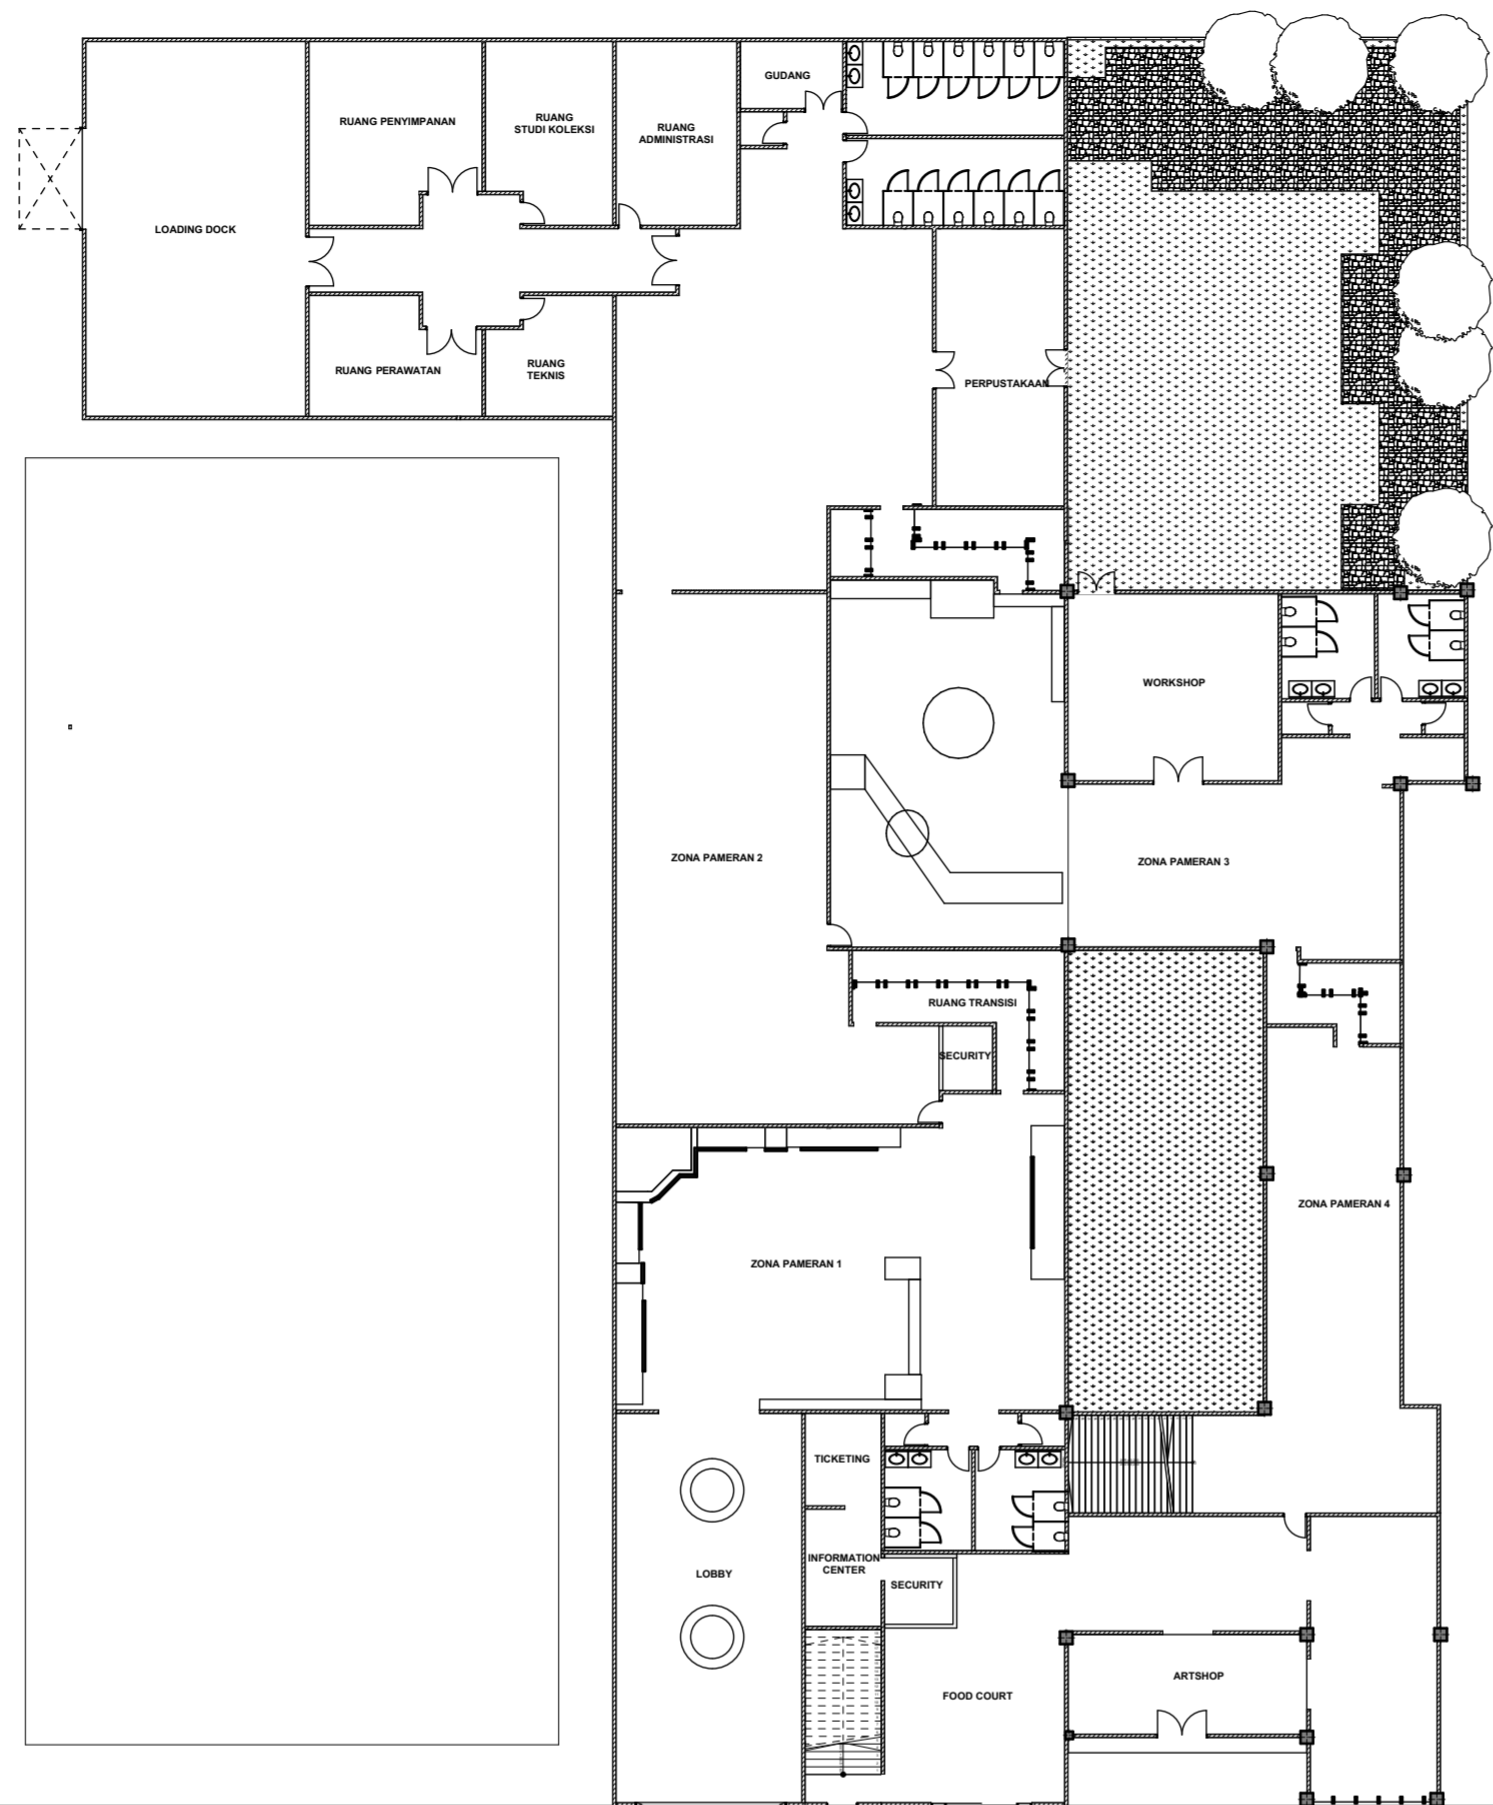 GUDANG
RUANG PENYIMPANAN
RUANG
STUDI KOLEKSI
RUANG
ADMINISTRASI
LOADING DOCK
RUANG PERAWATAN
RUANG
TEKNIS
PERPUSTAKAAN
WORKSHOP
ZONA PAMERAN 2
ZONA PAMERAN 3
RUANG TRANSISI
SECURITY
ZONA PAMERAN 4
ZONA PAMERAN 1
TICKETING
INFORMATION
CENTER
LOBBY
SECURITY
ARTSHOP
FOOD COURT